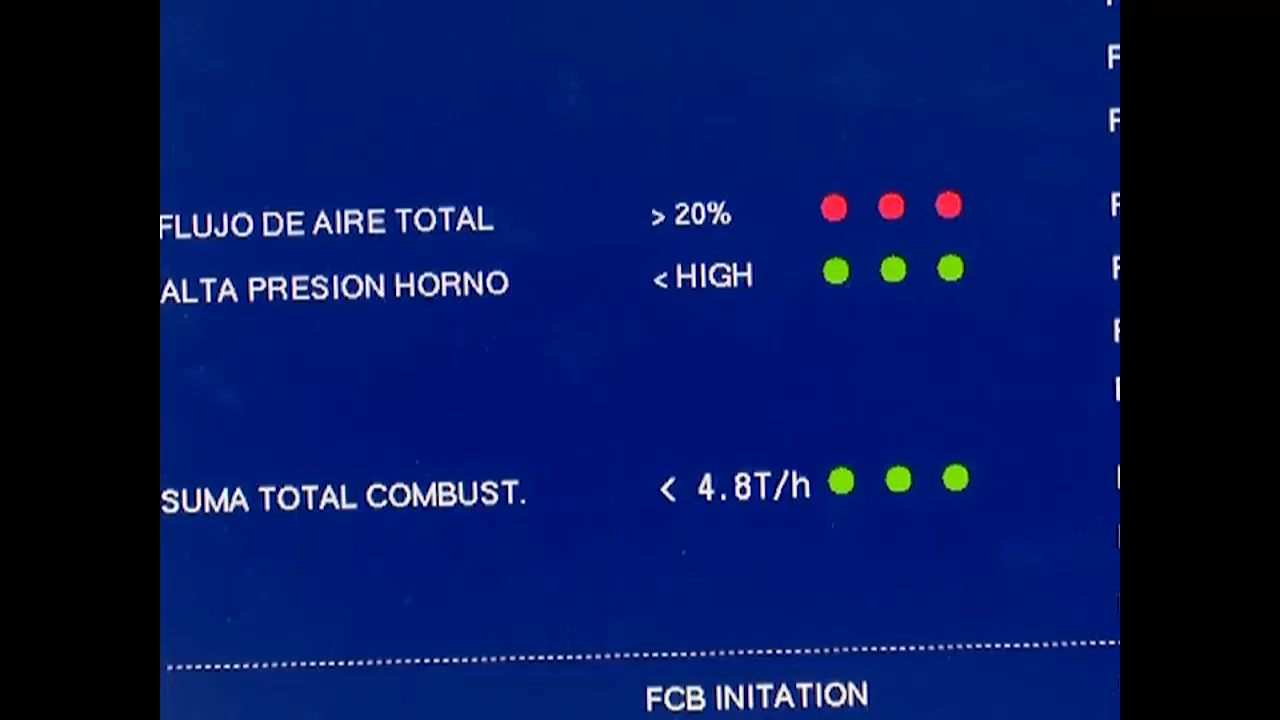 FLUJO DE AIRE TOTAL > 20%
ALTA PRESION HORNO < HIGH
SUMA TOTAL COMBUST. < 4.8T/h
FCB INITATION